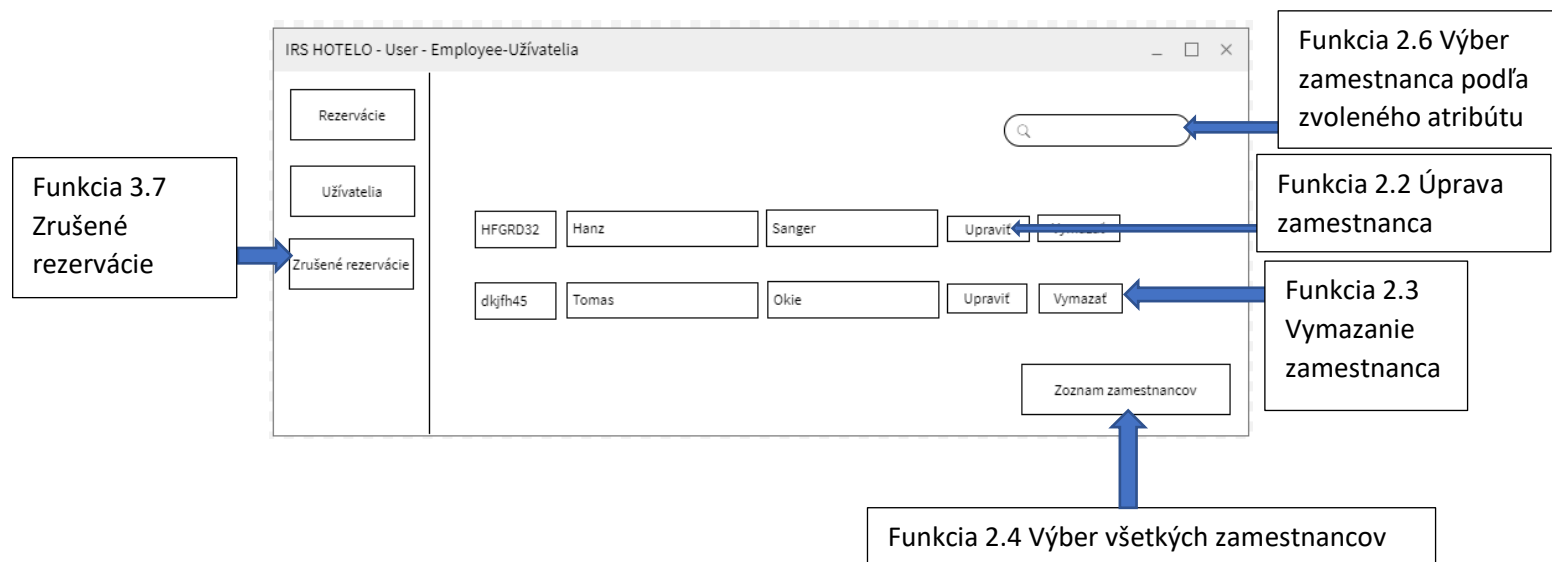 IRS HOTELO - User - Employee-Užívatelia
Funkcia 2.6 Výber
zamestnanca podľa
zvoleného atribútu
Rezervácie
Užívatelia
Zrušené rezervácie
Funkcia 3.7
Zrušené
rezervácie
Funkcia 2.2 Úprava
zamestnanca
HFGRD32 Hanz Sanger Upraviť Vymazať
dkjfh45 Tomas Okie Upraviť Vymazať
Funkcia 2.3
Vymazanie
zamestnanca
Zoznam zamestnancov
Funkcia 2.4 Výber všetkých zamestnancov